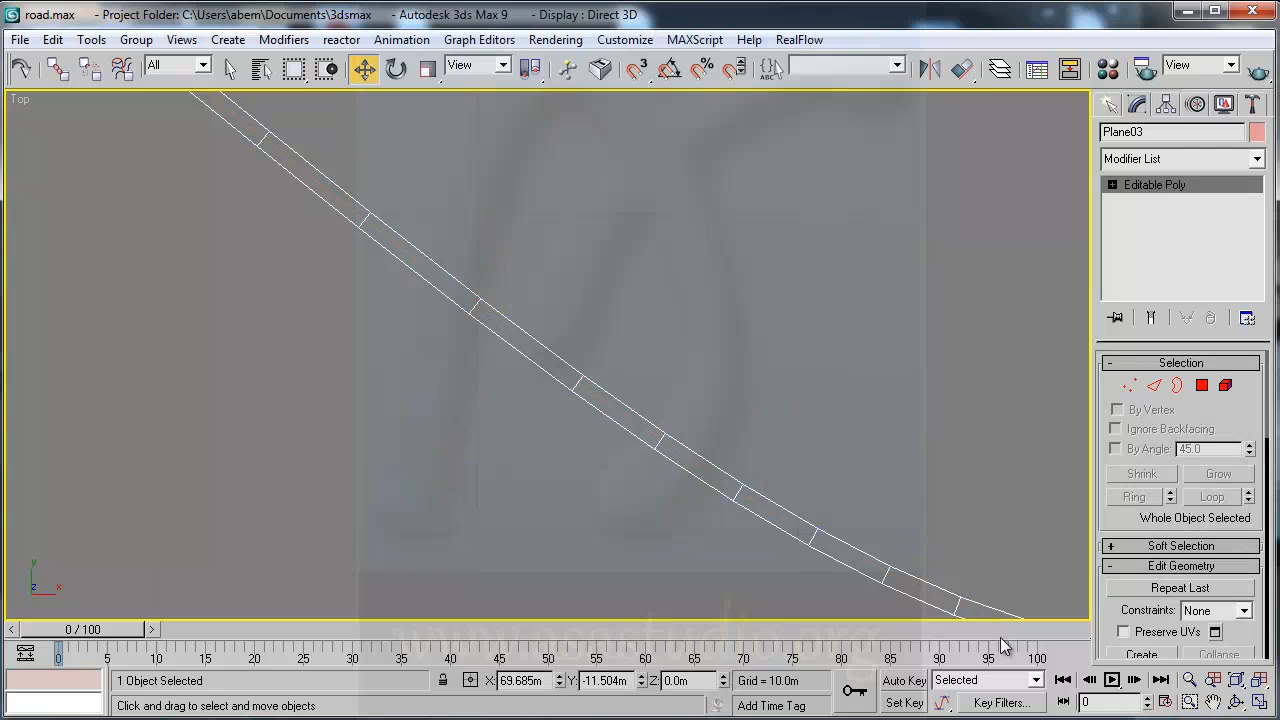 road.max - Project Folder: C:\Users\abem\Documents\3dsmax - Autodesk 3ds Max 9 - Display : Direct 3D
File Edit Tools Group Views Create Modifiers reactor Animation Graph Editors Rendering Customize MAXScript Help RealFlow
All View 3 % ABC View
Top
Plane03
Modifier List
Editable Poly
- Selection
By Vertex
Ignore Backfacing
By Angle: 45.0
Shrink Grow
Ring Loop
Whole Object Selected
+ Soft Selection
- Edit Geometry
Repeat Last
Constraints: None
Preserve UVs
Create Collapse
y
z x
< 0 / 100 >
0 5 10 15 20 25 30 35 40 45 50 55 60 65 70 75 80 85 90 95 100
1 Object Selected X: 69.685m Y: -11.504m Z: 0.0m Grid = 10.0m Auto Key Selected
Click and drag to select and move objects Add Time Tag Set Key Key Filters... 0